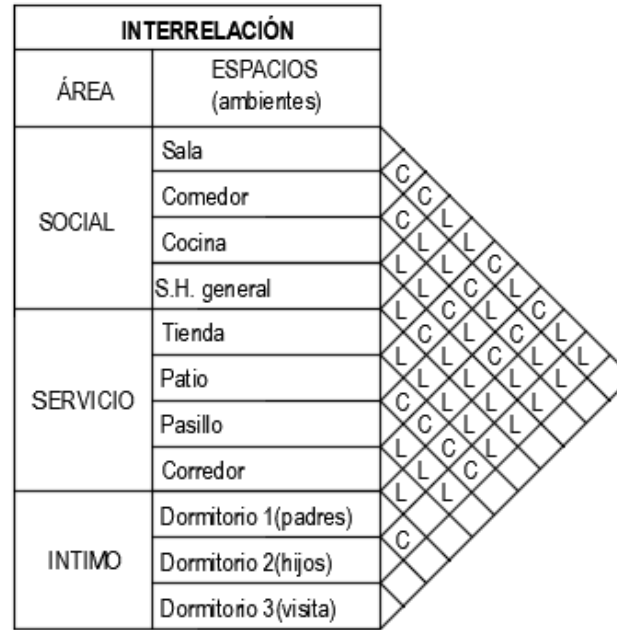 INTERRELACIÓN
ÁREA
ESPACIOS
(ambientes)
SOCIAL
Sala
Comedor
Cocina
S.H. general
SERVICIO
Tienda
Patio
Pasillo
Corredor
INTIMO
Dormitorio 1(padres)
Dormitorio 2(hijos)
Dormitorio 3(visita)
C
C
C L
L L
L L C
L C L
L C L C
C L C L
L L C L L
L L L L
C L L L
C L L
L C L
L C
L L
C